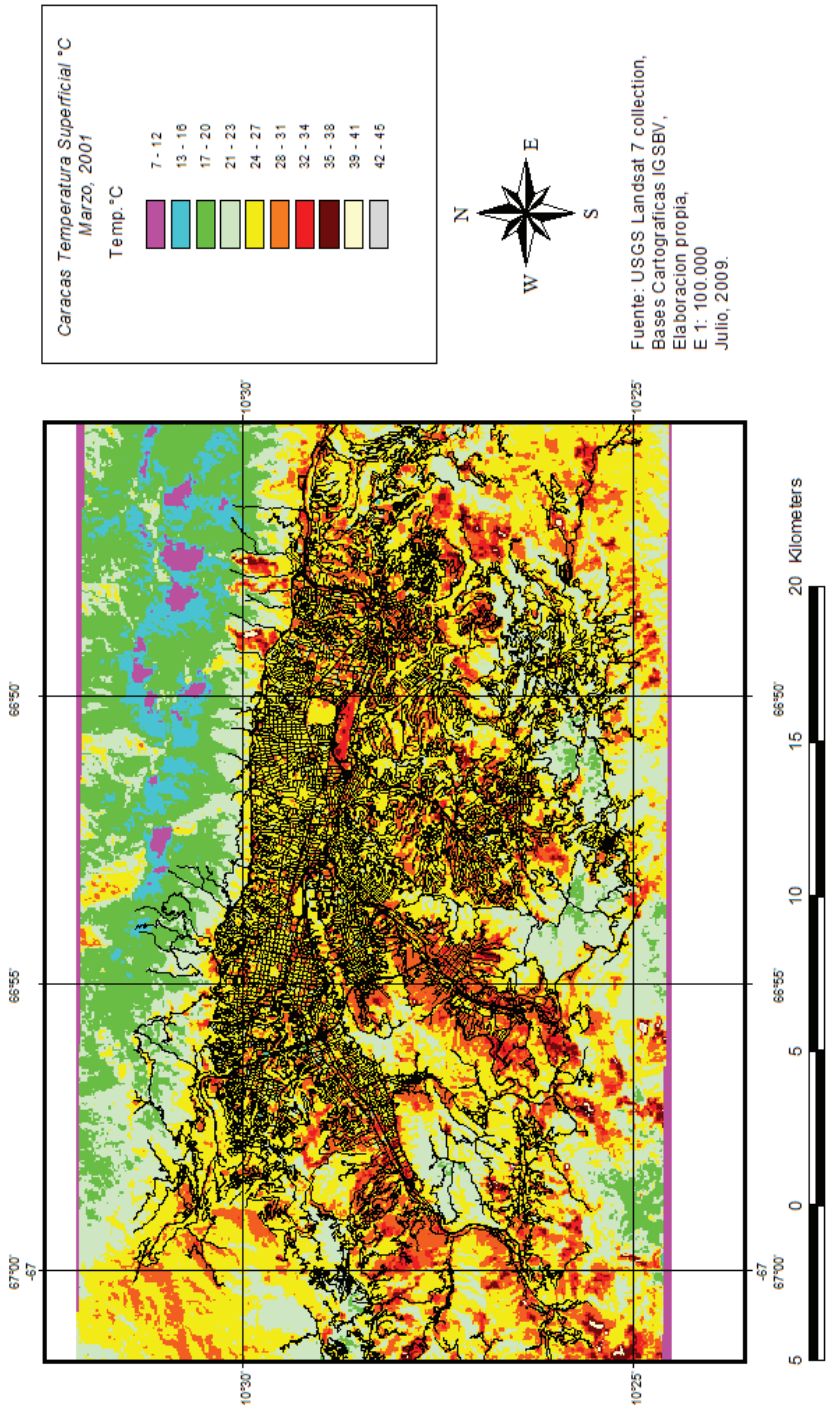 Caracas Temperatura Superficial °C
Marzo, 2001
Temp.°C
7 - 12
13 - 16
17 - 20
21 - 23
24 - 27
28 - 31
32 - 34
35 - 38
39 - 41
42 - 45
N
W
E
S
Fuente: USGS Landsat 7 collection,
Bases Cartograficas IGSBV,
Elaboracion propia,
E 1: 100.000
Julio, 2009.
67°00'
-67
66°55'
66°50'
10°30'
10°30'
10°25'
10°25'
-67
67°00'
66°55'
66°50'
5 0 5 10 15 20 Kilometers